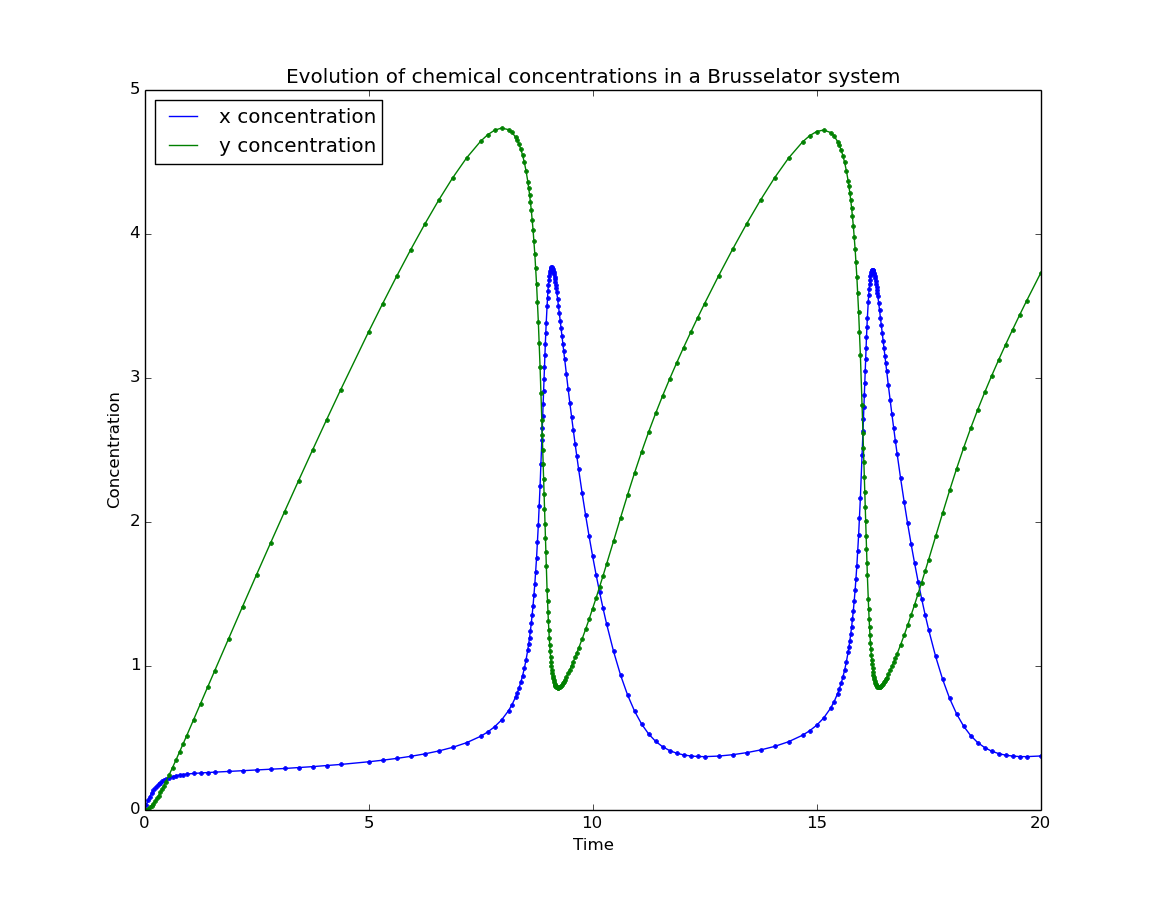 Evolution of chemical concentrations in a Brusselator system
x concentration
y concentration
5
4
3
2
1
0
Concentration
0 5 10 15 20
Time